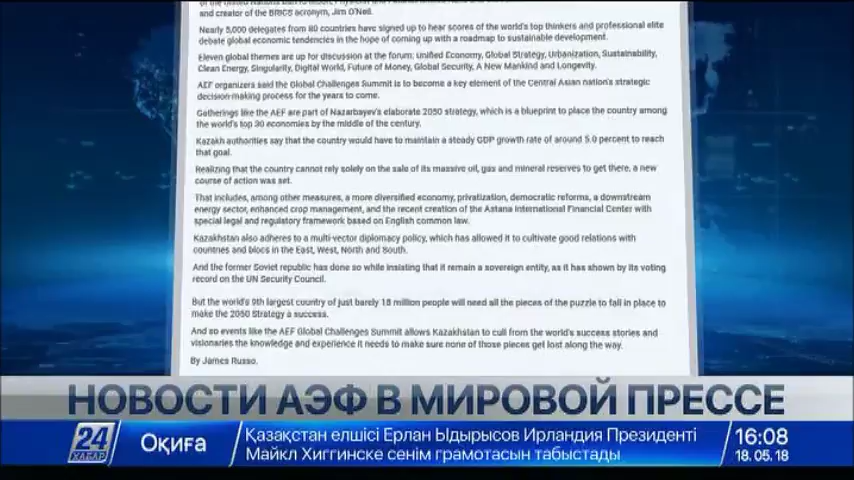 and creator of the BRICS acronym, Jim O'Neil.
Nearly 5,000 delegates from 80 countries have signed up to hear scores of the world's top thinkers and professional elite
debate global economic tendencies in the hope of coming up with a roadmap to sustainable development.
Eleven global themes are up for discussion at the forum: Unified Economy, Global Strategy, Urbanization, Sustainability,
Clean Energy, Singularity, Digital World, Future of Money, Global Security, A New Mankind and Longevity.
AEF organizers said the Global Challenges Summit is to become a key element of the Central Asian nation's strategic
decision-making process for the years to come.
Gatherings like the AEF are part of Nazarbayev's elaborate 2050 strategy, which is a blueprint to place the country among
the world's top 30 economies by the middle of the century.
Kazakh authorities say that the country would have to maintain a steady GDP growth rate of around 5.0 percent to reach
that goal.
Realizing that the country cannot rely solely on the sale of its massive oil, gas and mineral reserves to get there, a new
course of action was set.
That includes, among other measures, a more diversified economy, privatization, democratic reforms, a downstream
energy sector, enhanced crop management, and the recent creation of the Astana International Financial Center with
special legal and regulatory framework based on English common law.
Kazakhstan also adheres to a multi-vector diplomacy policy, which has allowed it to cultivate good relations with
countries and blocs in the East, West, North and South.
And the former Soviet republic has done so while insisting that it remain a sovereign entity, as it has shown by its voting
record on the UN Security Council.
But the world's 9th largest country of just barely 18 million people will need all the pieces of the puzzle to fall in place to
make the 2050 Strategy a success.
And so events like the AEF Global Challenges Summit allows Kazakhstan to cull from the world's success stories and
visionaries the knowledge and experience it needs to make sure none of those pieces get lost along the way.
By James Russo.
НОВОСТИ АЭФ В МИРОВОЙ ПРЕССЕ
24 ХАБАР
Оқиға
Қазақстан елшісі Ерлан Ыдырысов Ирландия Президенті
Майкл Хиггинске сенім грамотасын табыстады
16:08
18.05.18